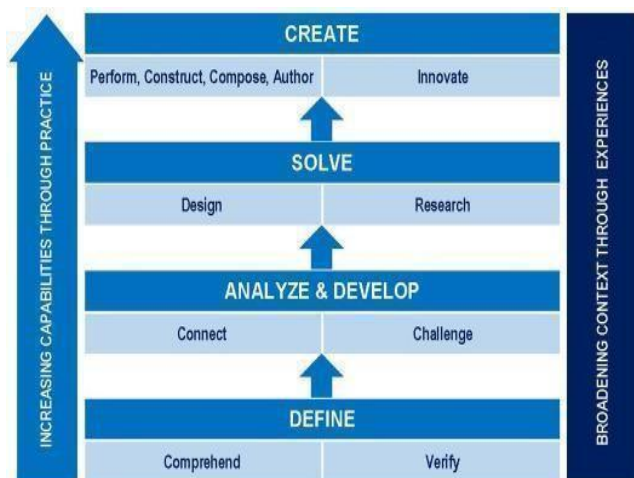 CREATE
Perform, Construct, Compose, Author
Innovate
SOLVE
Design
Research
ANALYZE & DEVELOP
Connect
Challenge
DEFINE
Comprehend
Verify
INCREASING CAPABILITIES THROUGH PRACTICE
BROADENING CONTEXT THROUGH EXPERIENCES